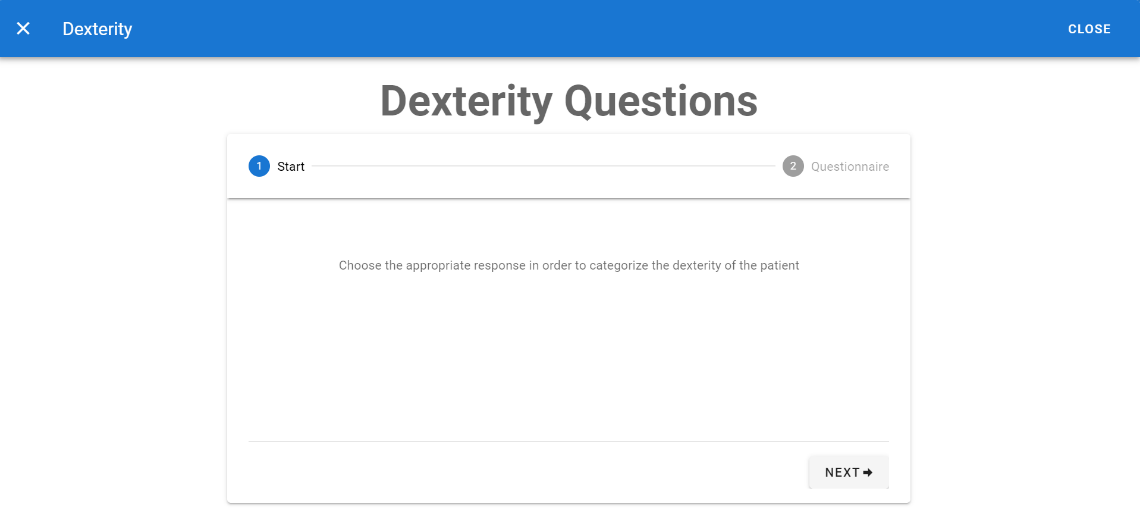 Dexterity
CLOSE
Dexterity Questions
1 Start
2 Questionnaire
Choose the appropriate response in order to categorize the dexterity of the patient
NEXT